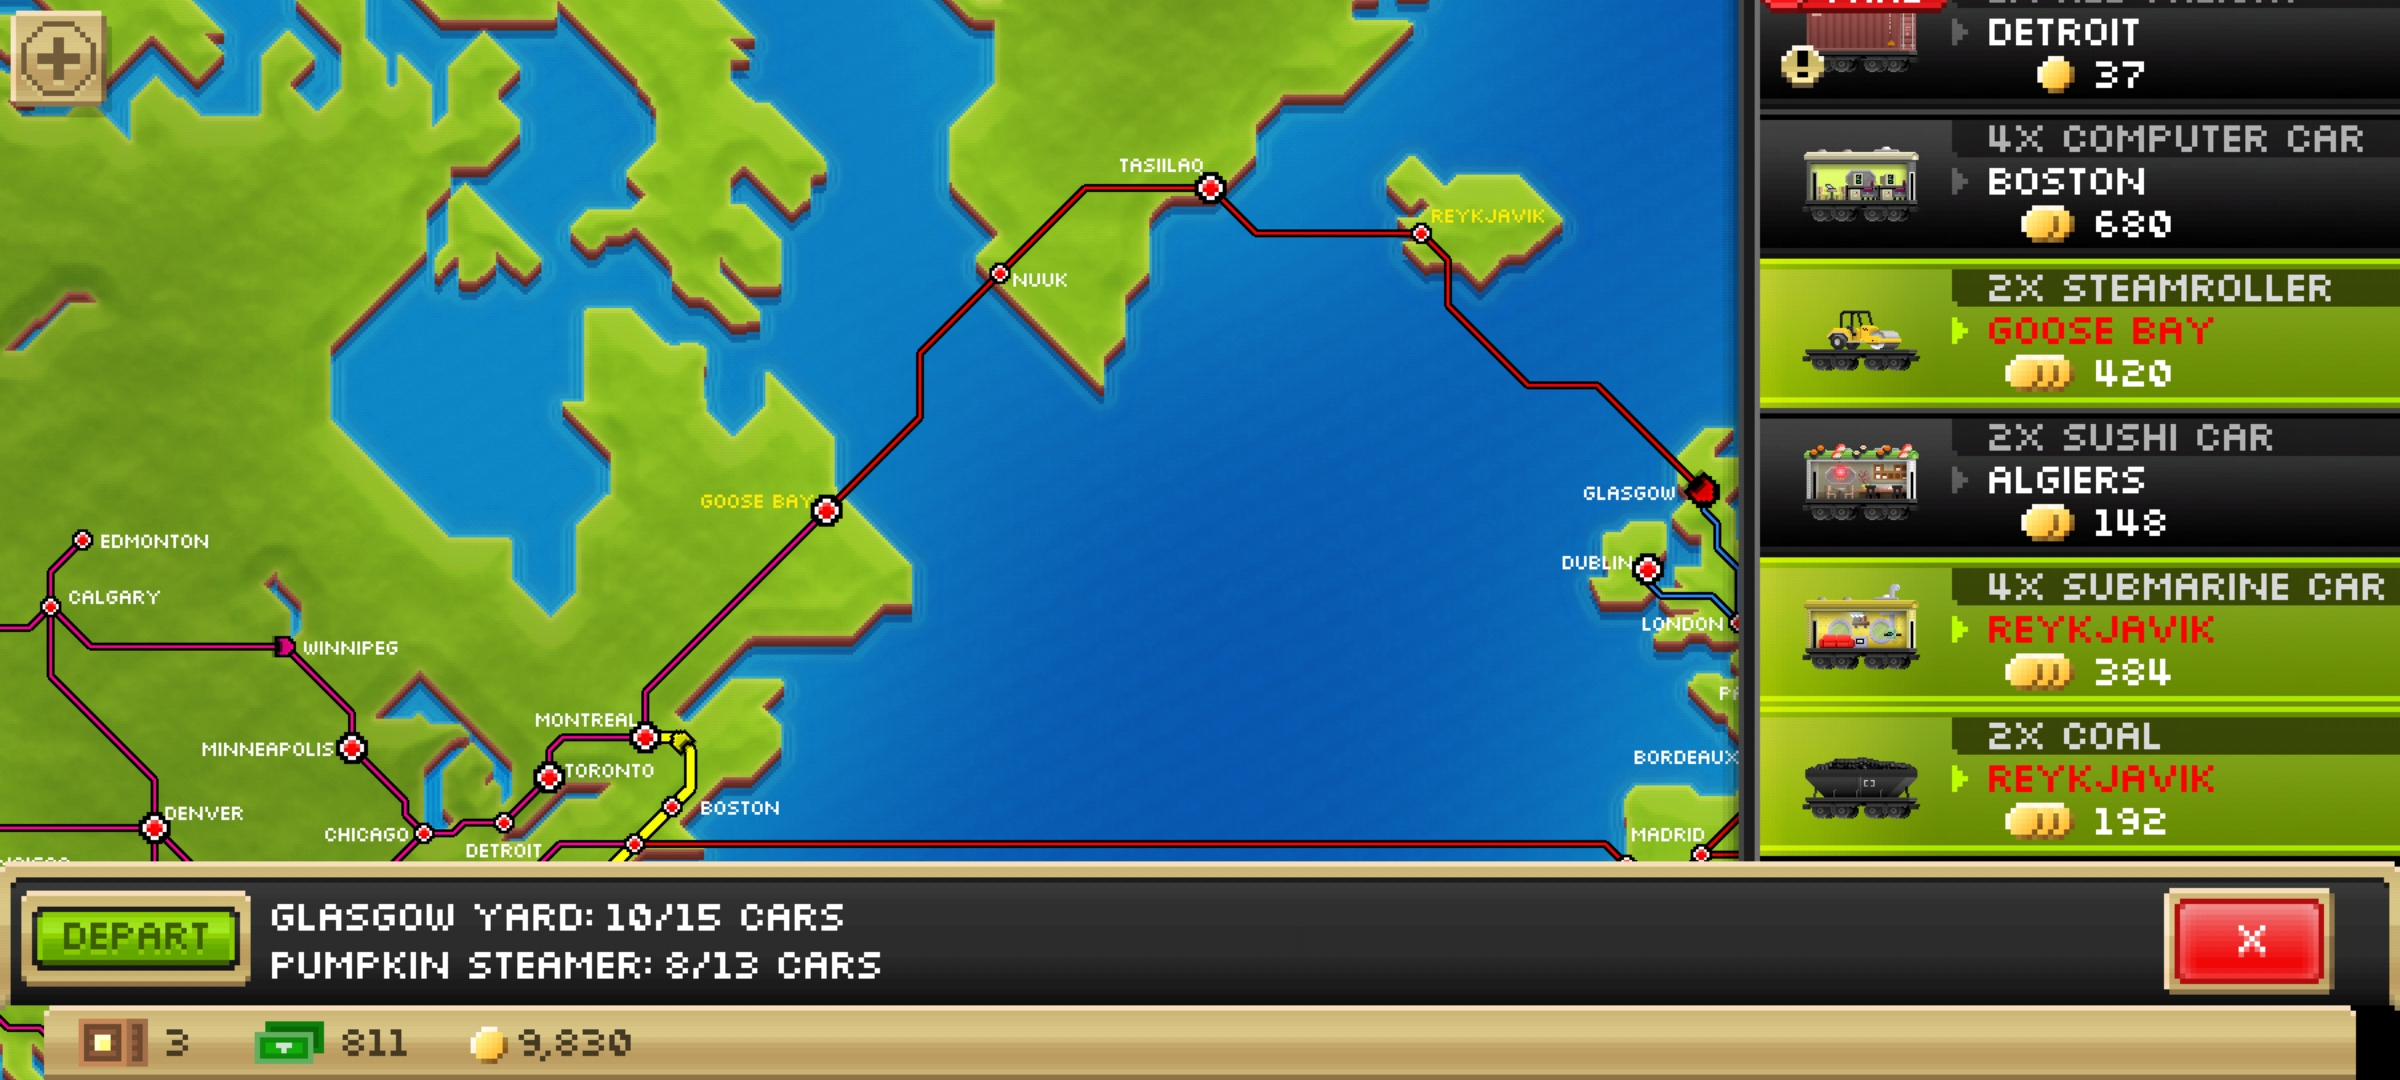 DETROIT
37
4X COMPUTER CAR
BOSTON
680
2X STEAMROLLER
GOOSE BAY
420
2X SUSHI CAR
ALGIERS
148
4X SUBMARINE CAR
REYKJAVIK
384
2X COAL
REYKJAVIK
192
TASIILAQ
REYKJAVIK
NUUK
GLASGOW
GOOSE BAY
EDMONTON
DUBLIN
CALGARY
LONDON
WINNIPEG
MONTREAL
MINNEAPOLIS
BORDEAUX
TORONTO
BOSTON
DENVER
CHICAGO
MADRID
DETROIT
DEPART
GLASGOW YARD: 10/15 CARS
PUMPKIN STEAMER: 8/13 CARS
X
3
811
9,830